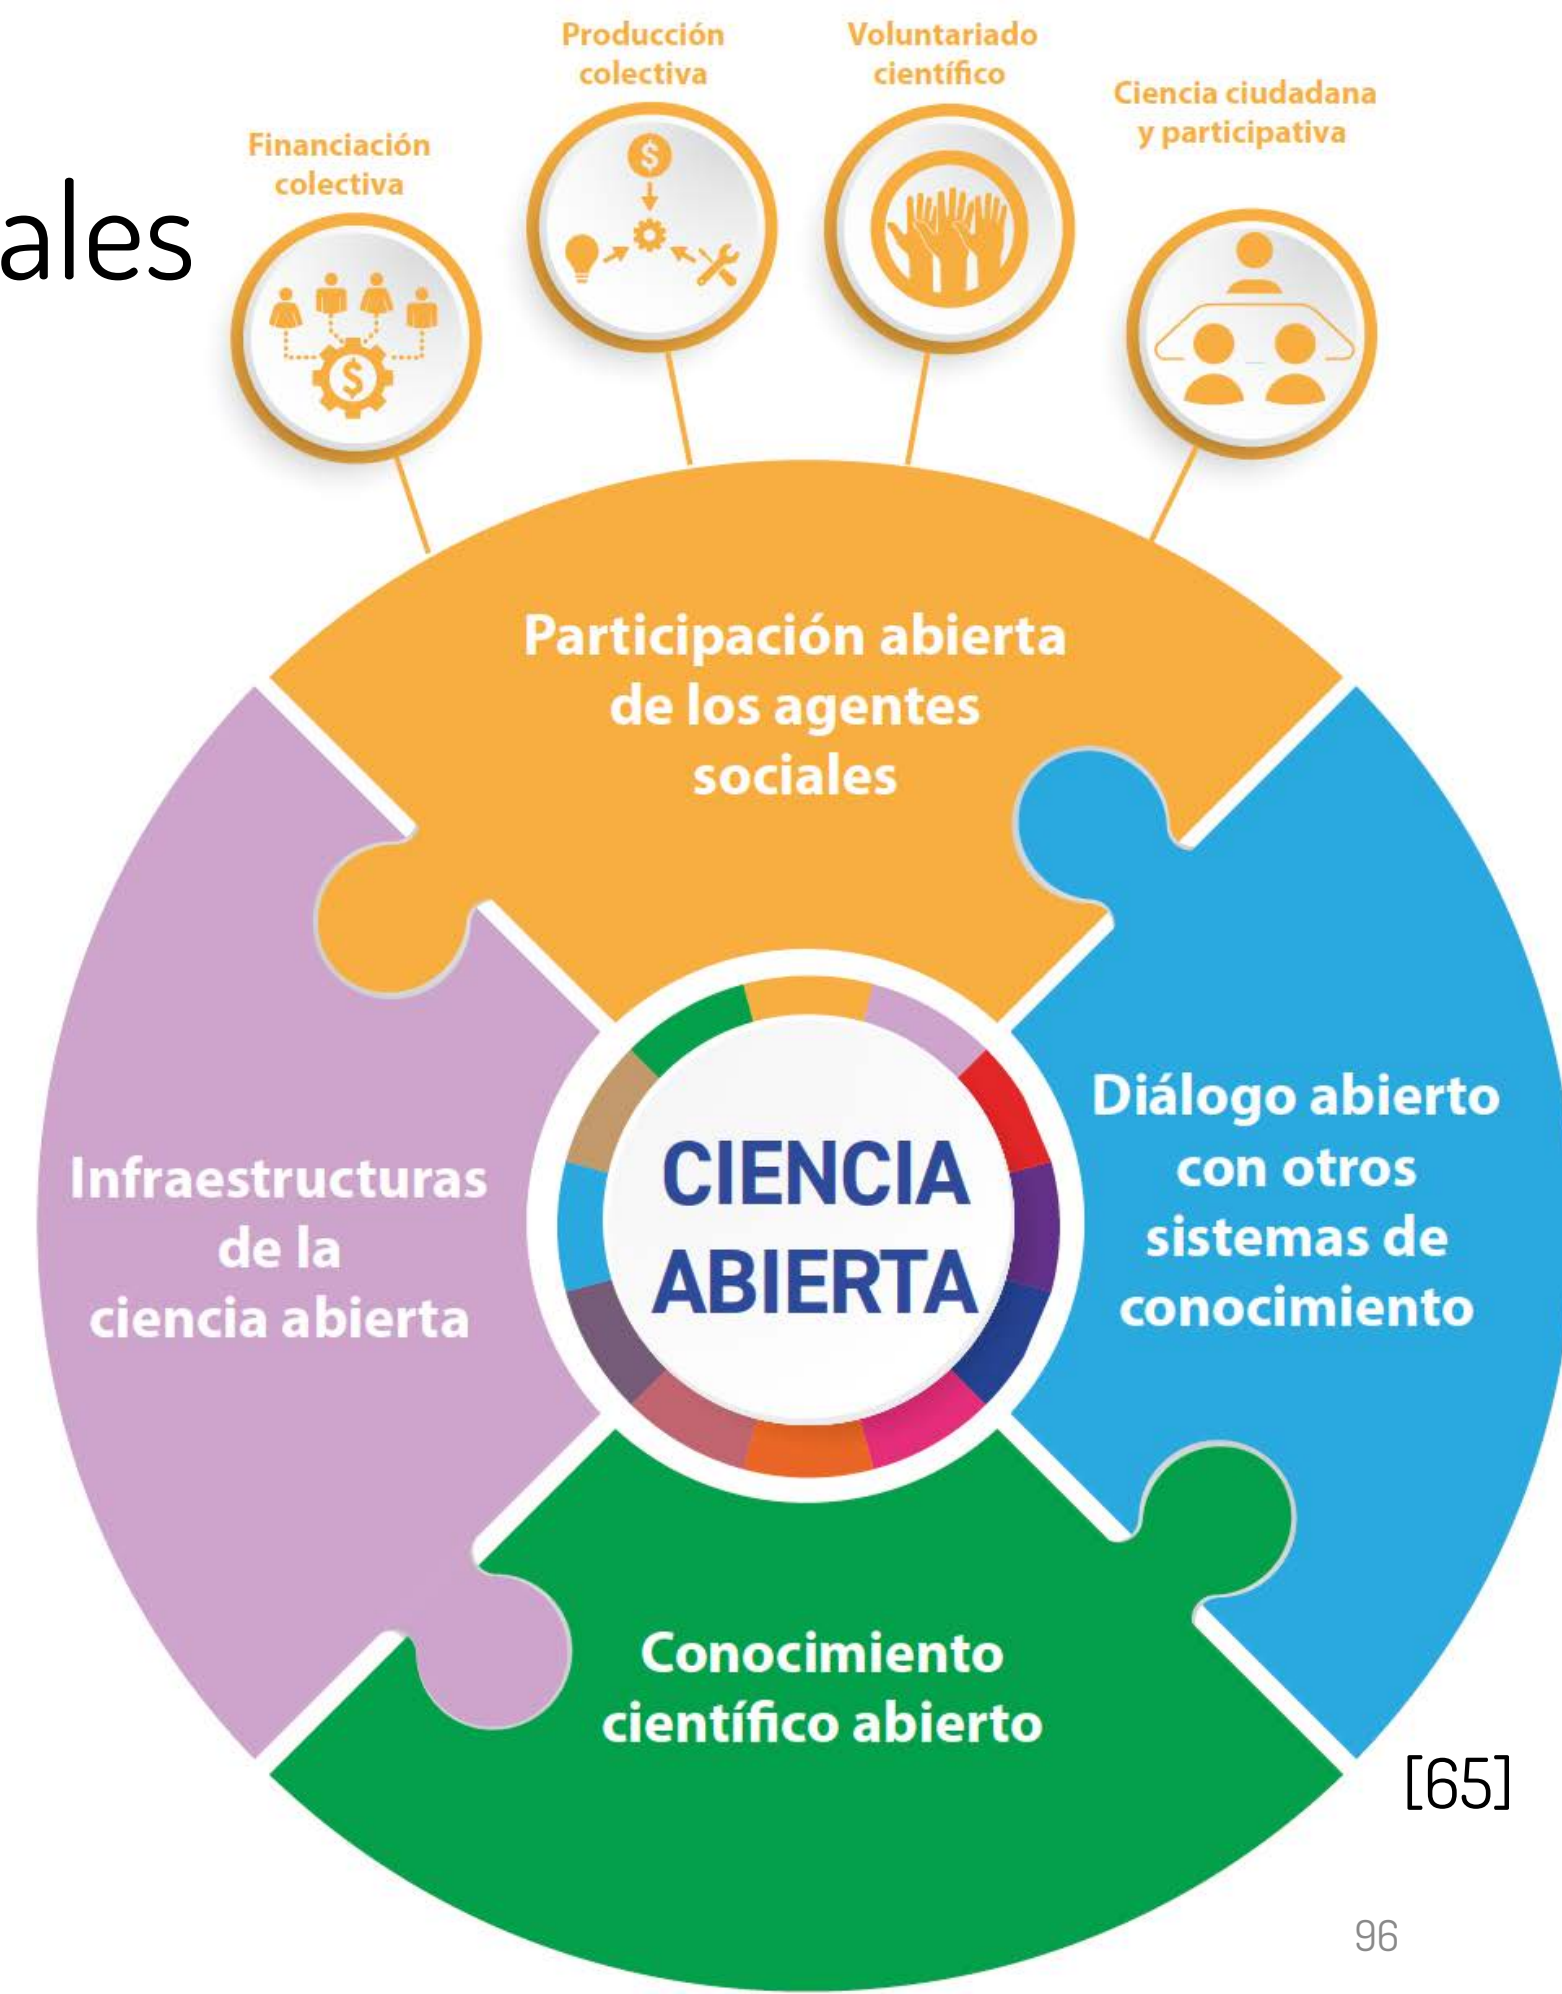 Producción
colectiva
Voluntariado
científico
Ciencia ciudadana
y participativa
Financiación
colectiva
ales
$
$
Participación abierta
de los agentes
sociales
Infraestructuras
de la
ciencia abierta
CIENCIA
ABIERTA
Diálogo abierto
con otros
sistemas de
conocimiento
Conocimiento
científico abierto
[65]
96